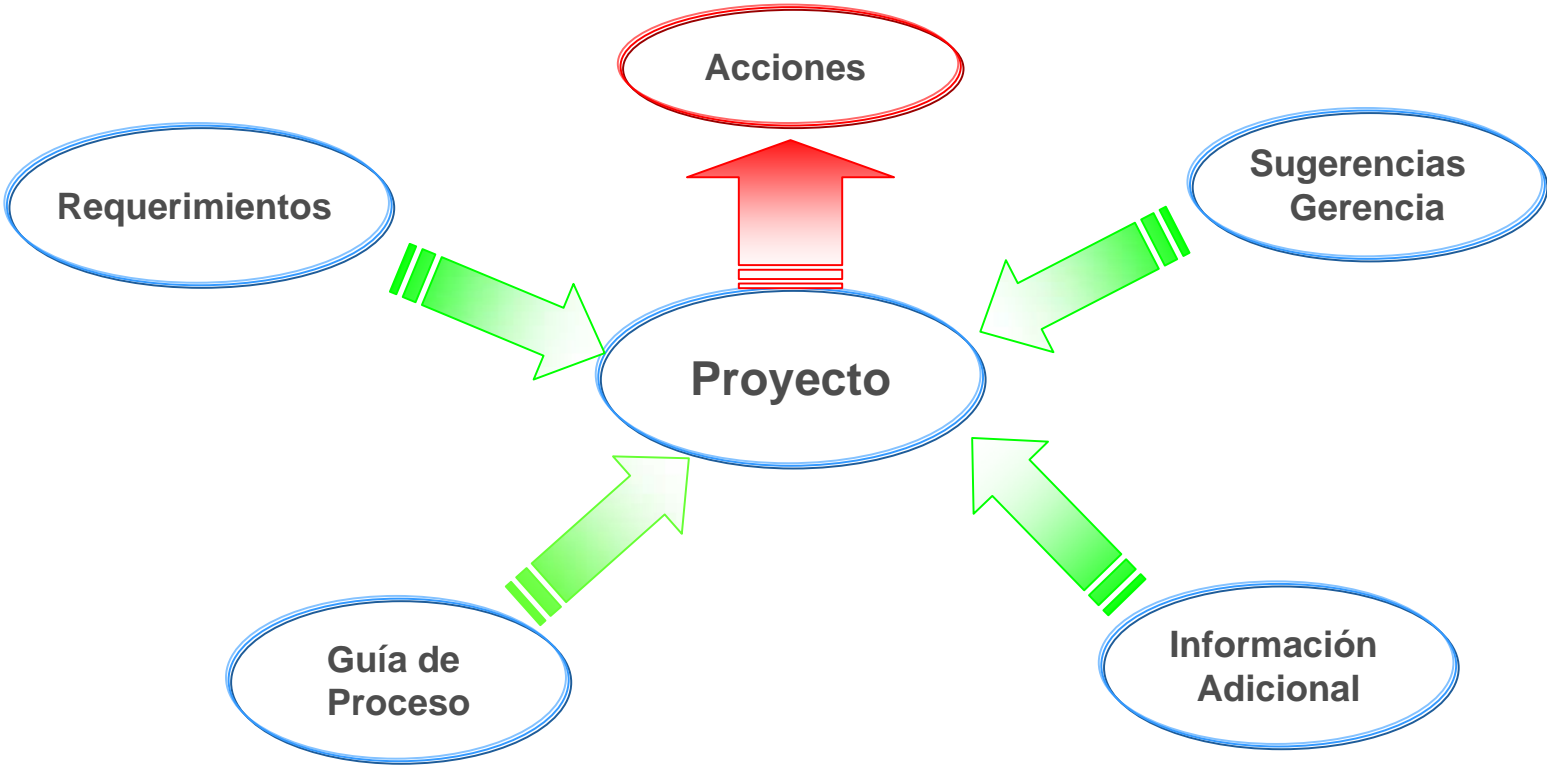 Acciones
Requerimientos
Sugerencias
Gerencia
Proyecto
Guía de
Proceso
Información
Adicional